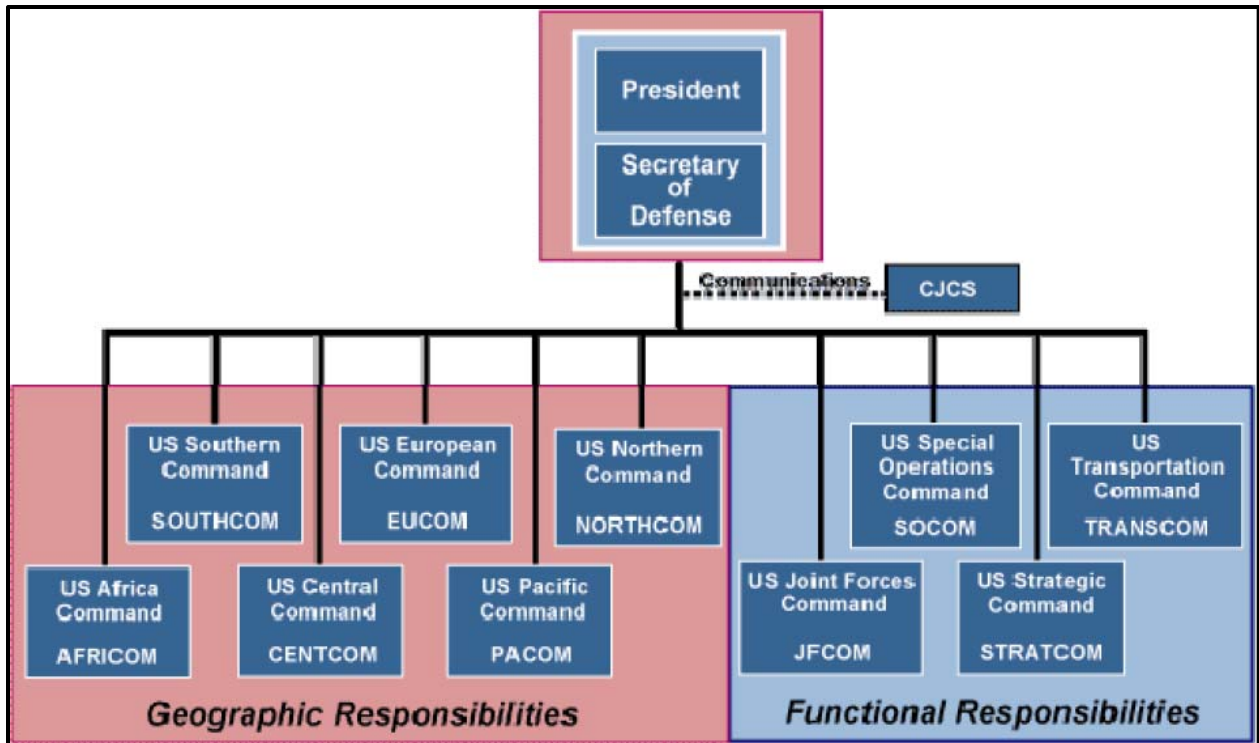 President
Secretary
of
Defense
Communications
CJCS
US Southern
Command
SOUTHCOM
US European
Command
EUCOM
US Northern
Command
NORTHCOM
US Special
Operations
Command
SOCOM
US
Transportation
Command
TRANSCOM
US Africa
Command
AFRICOM
US Central
Command
CENTCOM
US Pacific
Command
PACOM
US Joint Forces
Command
JFCOM
US Strategic
Command
STRATCOM
Geographic Responsibilities
Functional Responsibilities